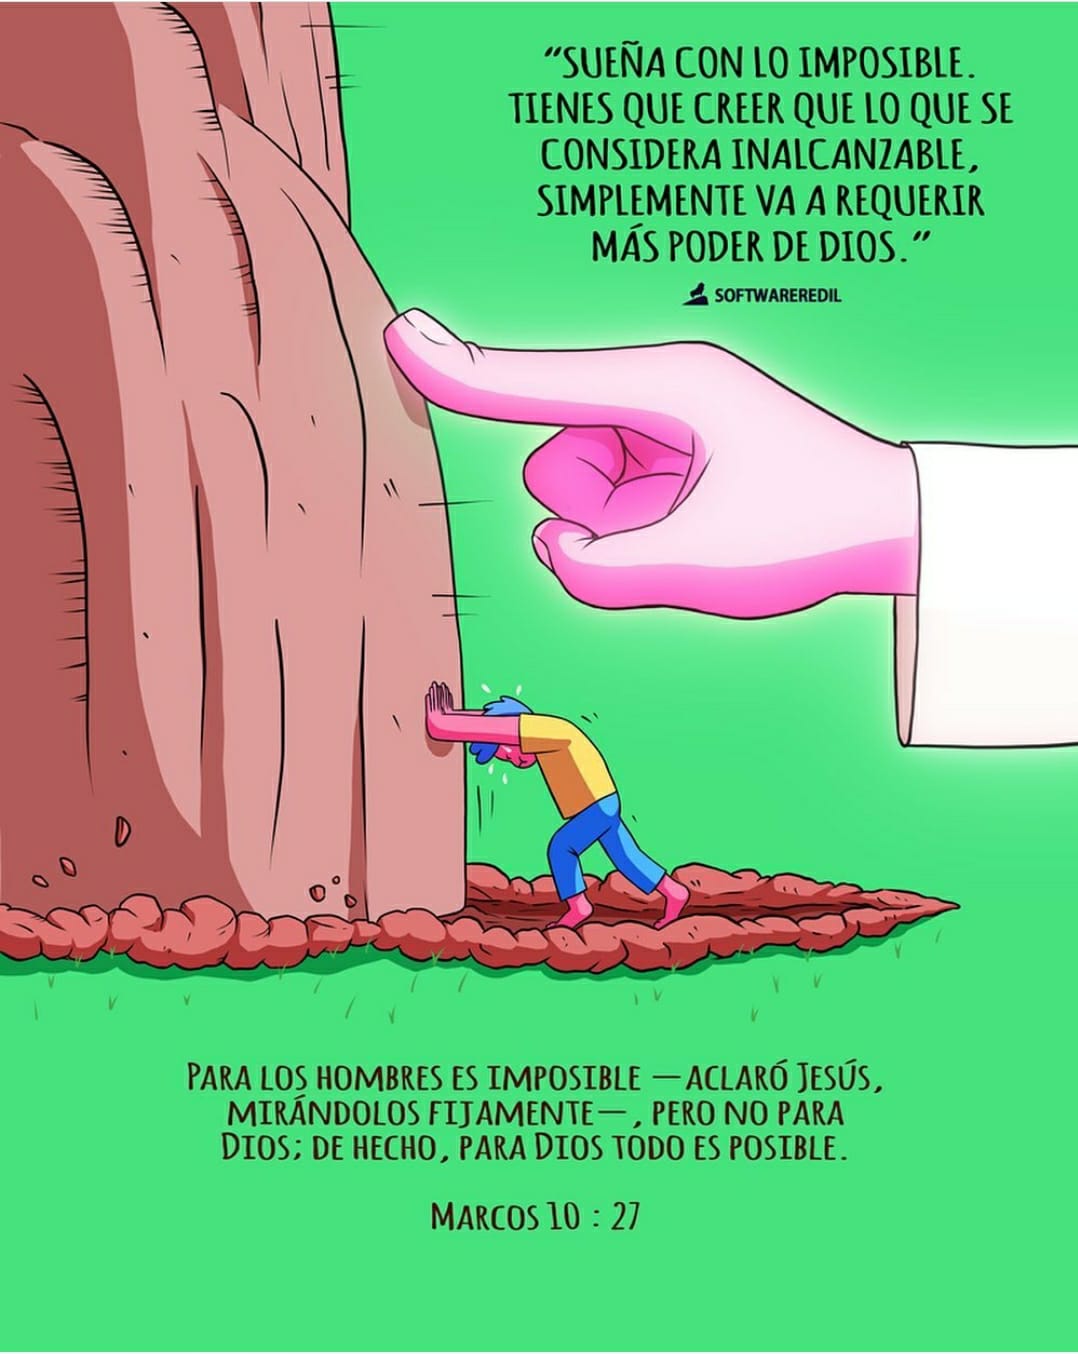 “SUEÑA CON LO IMPOSIBLE.
TIENES QUE CREER QUE LO QUE SE
CONSIDERA INALCANZABLE,
SIMPLEMENTE VA A REQUERIR
MÁS PODER DE DIOS.”
SOFTWAREREDIL
PARA LOS HOMBRES ES IMPOSIBLE —ACLARÓ JESÚS,
MIRÁNDOLOS FIJAMENTE—, PERO NO PARA
DIOS; DE HECHO, PARA DIOS TODO ES POSIBLE.
MARCOS 10 : 27